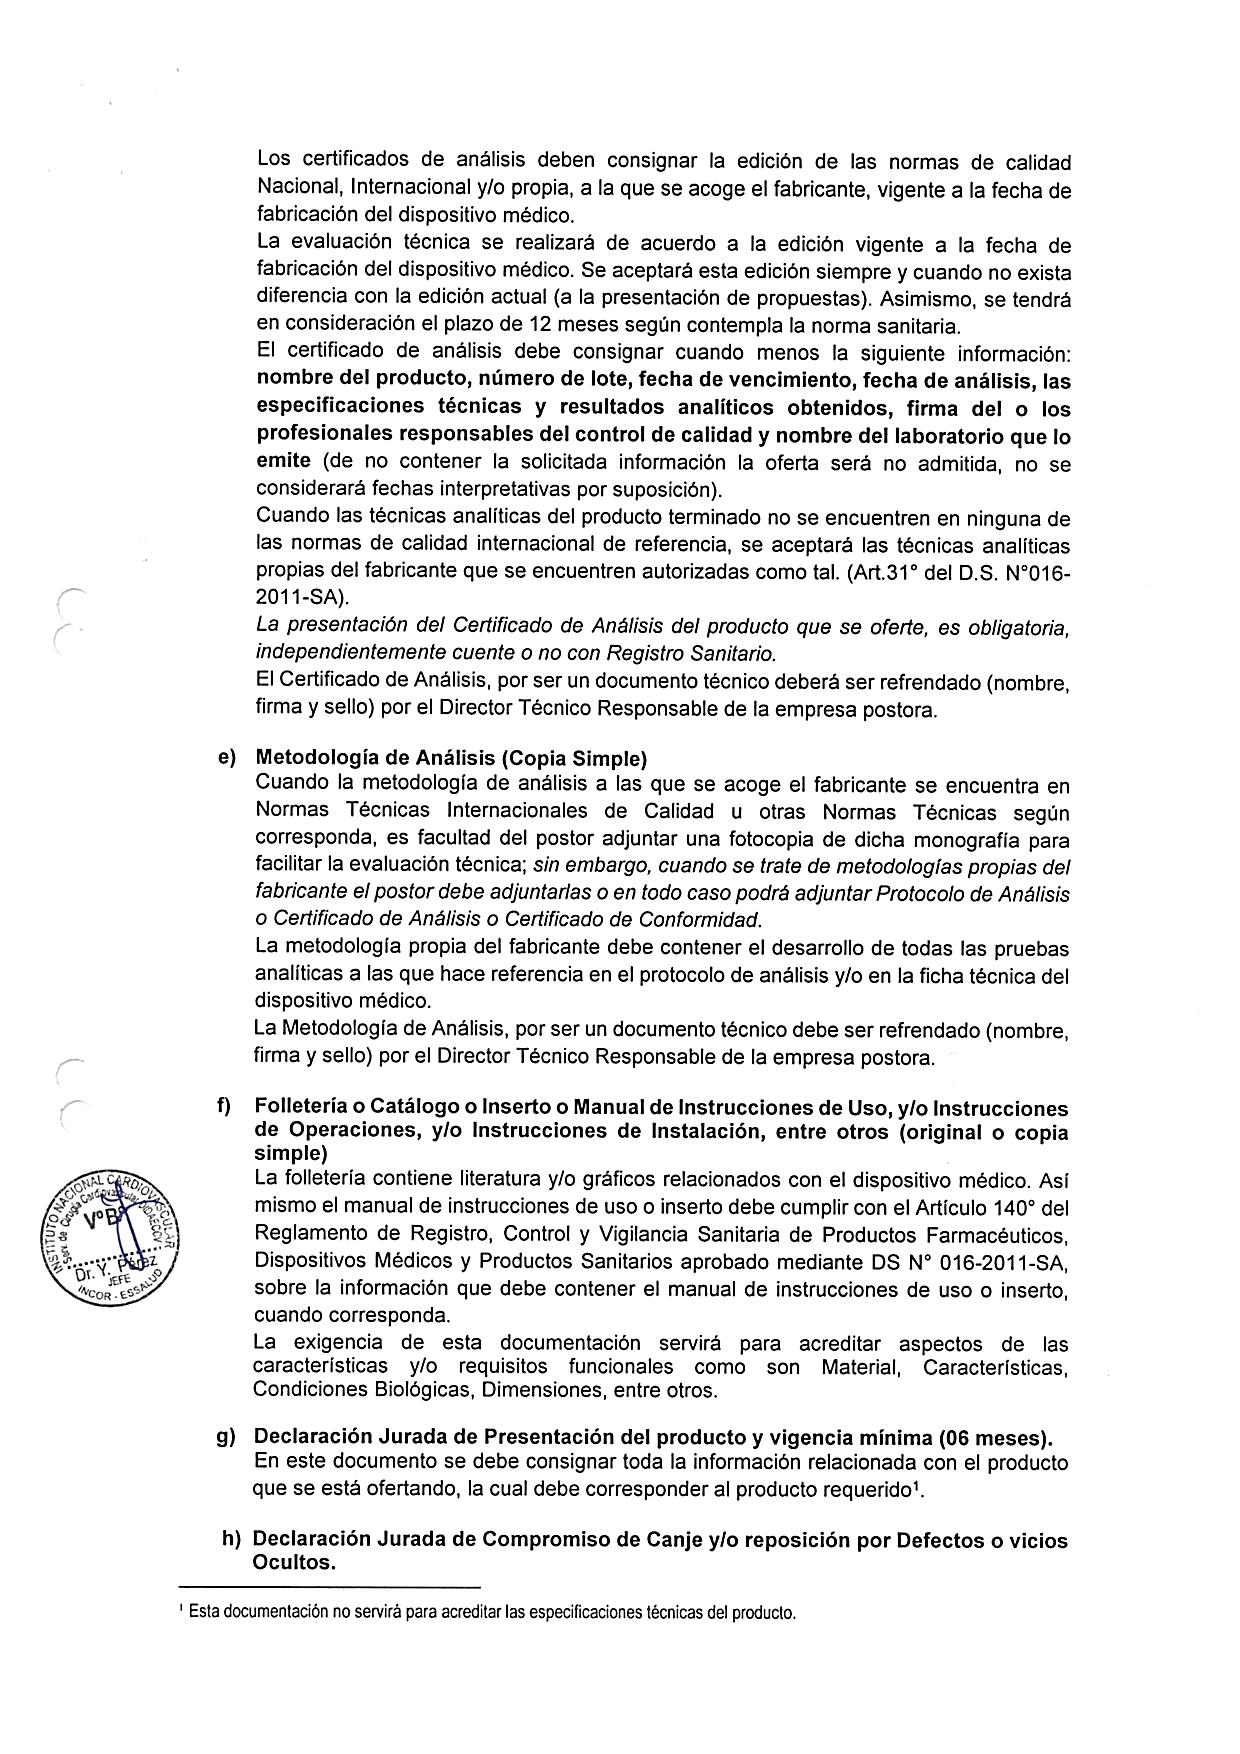 Los certificados de análisis deben consignar la edición de las normas de calidad
Nacional, Internacional y/o propia, a la que se acoge el fabricante, vigente a la fecha de
fabricación del dispositivo médico.
La evaluación técnica se realizará de acuerdo a la edición vigente a la fecha de
fabricación del dispositivo médico. Se aceptará esta edición siempre y cuando no exista
diferencia con la edición actual (a la presentación de propuestas). Asimismo, se tendrá
en consideración el plazo de 12 meses según contempla la norma sanitaria.
El certificado de análisis debe consignar cuando menos la siguiente información:
nombre del producto, número de lote, fecha de vencimiento, fecha de análisis, las
especificaciones técnicas y resultados analíticos obtenidos, firma del o los
profesionales responsables del control de calidad y nombre del laboratorio que lo
emite (de no contener la solicitada información la oferta será no admitida, no se
considerará fechas interpretativas por suposición).
Cuando las técnicas analíticas del producto terminado no se encuentren en ninguna de
las normas de calidad internacional de referencia, se aceptará las técnicas analíticas
propias del fabricante que se encuentren autorizadas como tal. (Art.31° del D.S. N°016-
2011-SA).
La presentación del Certificado de Análisis del producto que se oferte, es obligatoria,
independientemente cuente o no con Registro Sanitario.
El Certificado de Análisis, por ser un documento técnico deberá ser refrendado (nombre,
firma y sello) por el Director Técnico Responsable de la empresa postora.
e) Metodología de Análisis (Copia Simple)
Cuando la metodología de análisis a las que se acoge el fabricante se encuentra en
Normas Técnicas Internacionales de Calidad u otras Normas Técnicas según
corresponda, es facultad del postor adjuntar una fotocopia de dicha monografía para
facilitar la evaluación técnica; sin embargo, cuando se trate de metodologías propias del
fabricante el postor debe adjuntarlas o en todo caso podrá adjuntar Protocolo de Análisis
o Certificado de Análisis o Certificado de Conformidad.
La metodología propia del fabricante debe contener el desarrollo de todas las pruebas
analíticas a las que hace referencia en el protocolo de análisis y/o en la ficha técnica del
dispositivo médico.
La Metodología de Análisis, por ser un documento técnico debe ser refrendado (nombre,
firma y sello) por el Director Técnico Responsable de la empresa postora.
f) Folletería o Catálogo o Inserto o Manual de Instrucciones de Uso, y/o Instrucciones
de Operaciones, y/o Instrucciones de Instalación, entre otros (original o copia
simple)
La folletería contiene literatura y/o gráficos relacionados con el dispositivo médico. Así
mismo el manual de instrucciones de uso o inserto debe cumplir con el Artículo 140° del
Reglamento de Registro, Control y Vigilancia Sanitaria de Productos Farmacéuticos,
Dispositivos Médicos y Productos Sanitarios aprobado mediante DS N° 016-2011-SA,
sobre la información que debe contener el manual de instrucciones de uso o inserto,
cuando corresponda.
La exigencia de esta documentación servirá para acreditar aspectos de las
características y/o requisitos funcionales como son Material, Características,
Condiciones Biológicas, Dimensiones, entre otros.
INSTITUTO NACIONAL CARDIOVASCULAR
Serv. de Cirugía Cardiovascular
V°B°
Dr. Y. Pérez
JEFE
INCOR - ESSALUD
g) Declaración Jurada de Presentación del producto y vigencia mínima (06 meses).
En este documento se debe consignar toda la información relacionada con el producto
que se está ofertando, la cual debe corresponder al producto requerido¹.
h) Declaración Jurada de Compromiso de Canje y/o reposición por Defectos o vicios
Ocultos.
¹ Esta documentación no servirá para acreditar las especificaciones técnicas del producto.